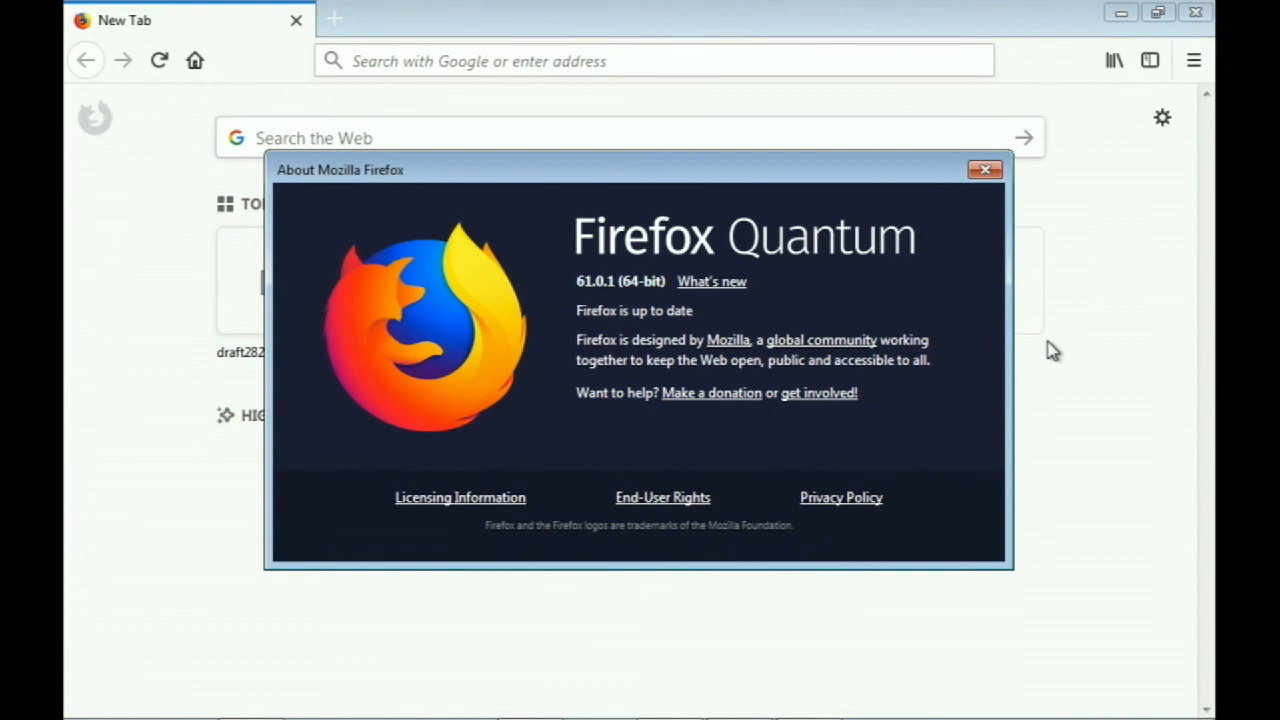 New Tab
Search with Google or enter address
Search the Web
About Mozilla Firefox
TO
Firefox Quantum
61.0.1 (64-bit) What's new
Firefox is up to date
Firefox is designed by Mozilla, a global community working
together to keep the Web open, public and accessible to all.
draft282
Want to help? Make a donation or get involved!
HIG
Licensing Information End-User Rights Privacy Policy
Firefox and the Firefox logos are trademarks of the Mozilla Foundation.